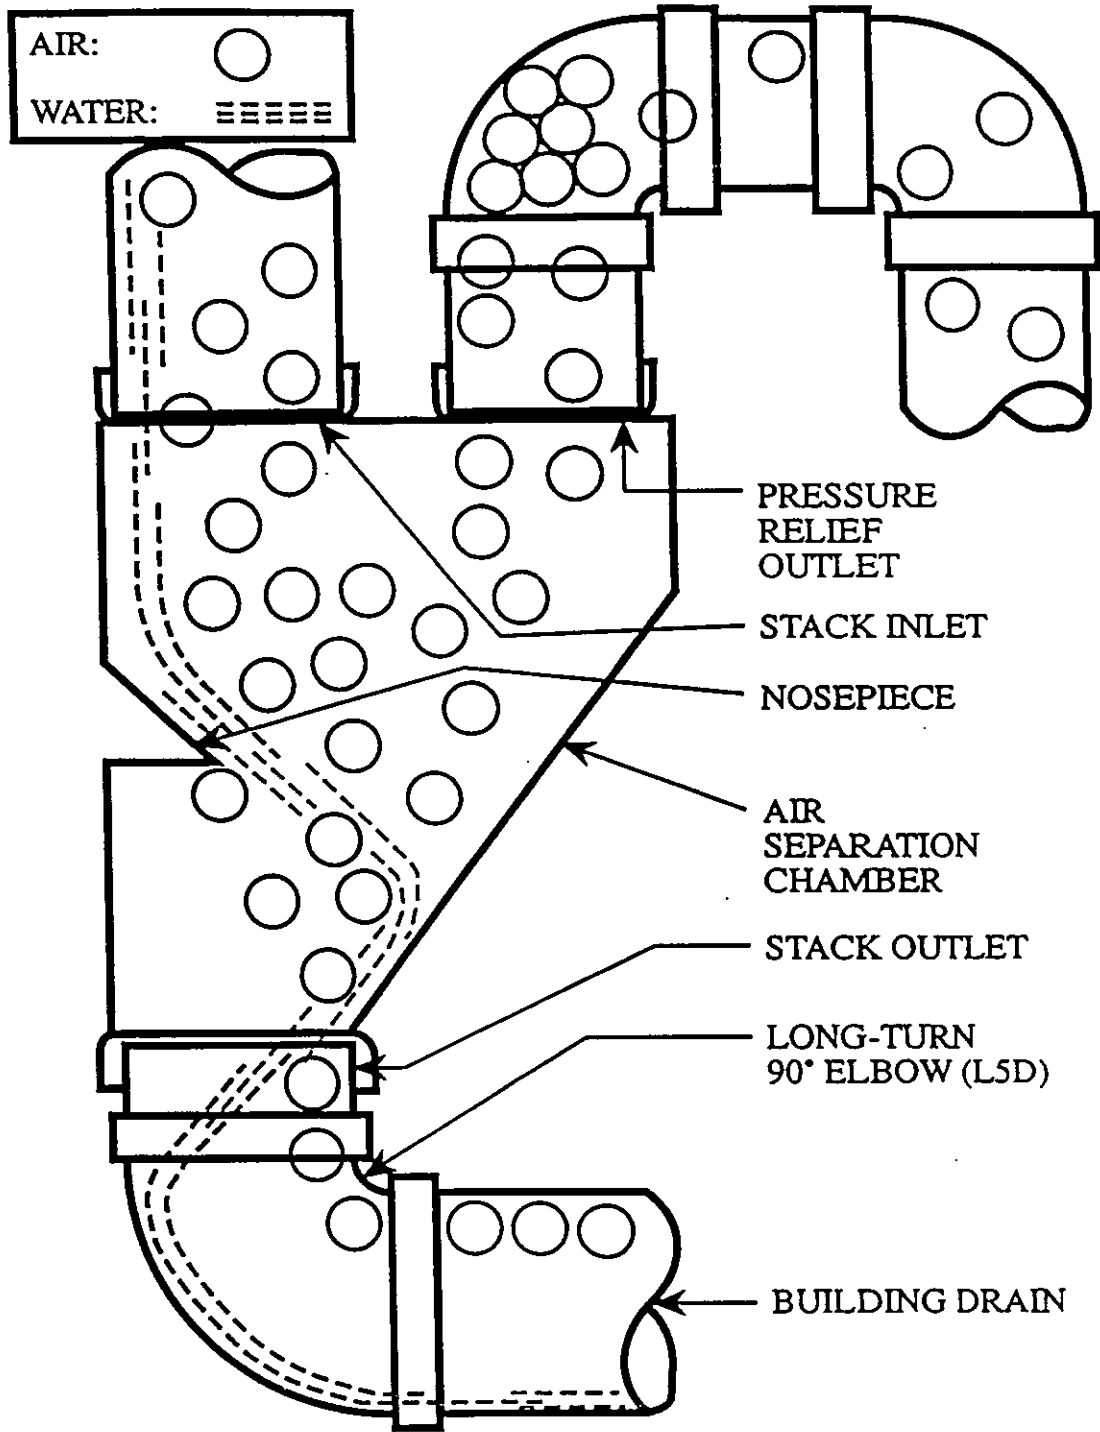 AIR:
WATER:
PRESSURE
RELIEF
OUTLET
STACK INLET
NOSEPIECE
AIR
SEPARATION
CHAMBER
STACK OUTLET
LONG-TURN
90° ELBOW (L5D)
BUILDING DRAIN